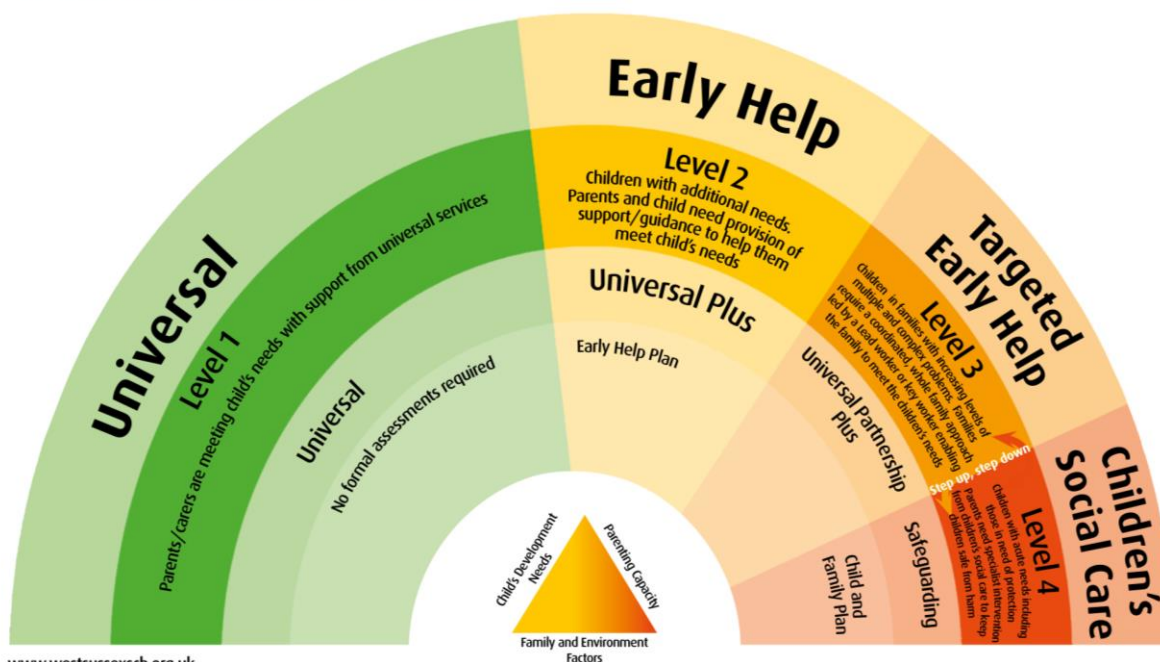 Universal
Level 1
Parents/carers are meeting child's needs with support from universal services
Universal
No formal assessments required
Early Help
Level 2
Children with additional needs.
Parents and child need provision of
support/guidance to help them
meet child's needs
Universal Plus
Early Help Plan
Targeted
Early Help
Level 3
Children in families with increasing levels of
multiple and complex problems. Families
require a coordinated, whole family approach
led by a Lead worker or key worker enabling
the family to meet the children's needs
Universal Partnership
Plus
Step up, step down
Children's
Social Care
Level 4
Children with acute needs including
those in need of protection
Parents need specialist intervention
from children's social care to keep
children safe from harm
Safeguarding
Child and
Family Plan
Child's Development
Needs
Parenting Capacity
Family and Environment
Factors